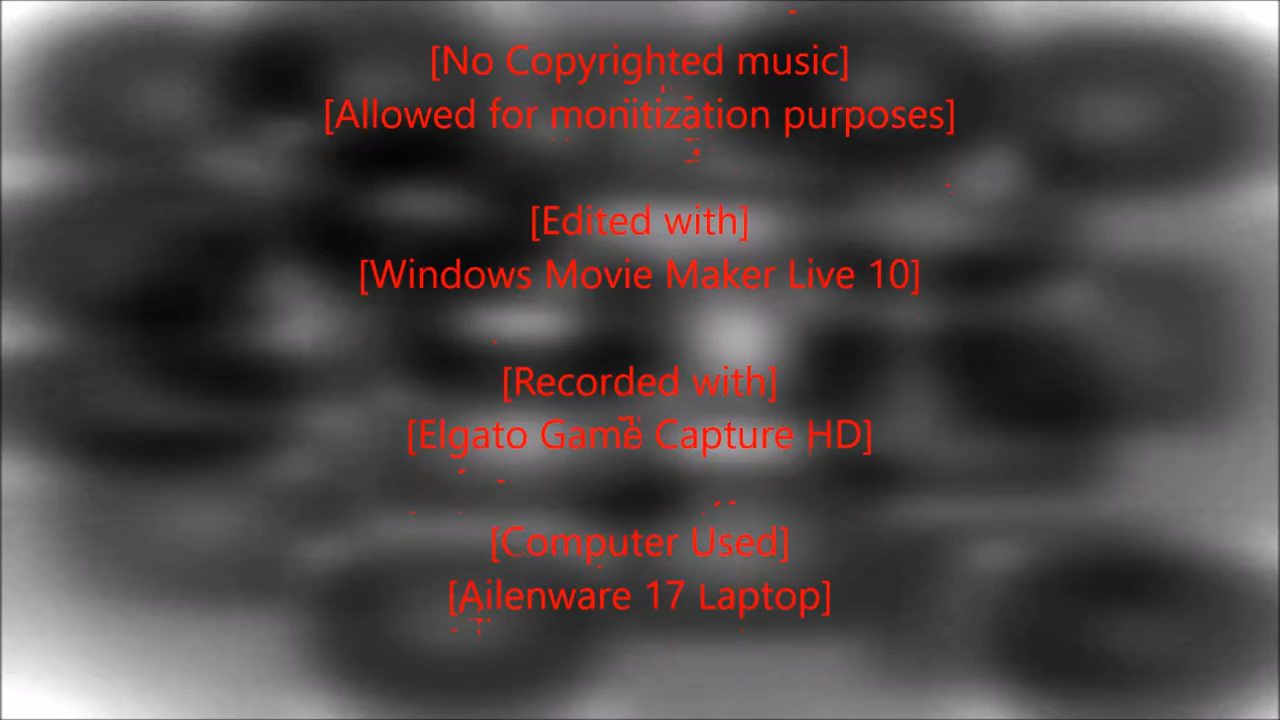 [No Copyrighted music]
[Allowed for monitization purposes]
[Edited with]
[Windows Movie Maker Live 10]
[Recorded with]
[Elgato Game Capture HD]
[Computer Used]
[Ailenware 17 Laptop]